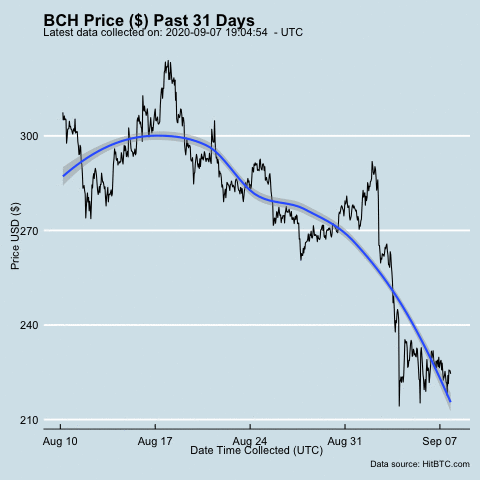 BCH Price ($) Past 31 Days
Latest data collected on: 2020-09-07 19:04:54 - UTC
300
270
240
210
Price USD ($)
Aug 10 Aug 17 Aug 24 Aug 31 Sep 07
Date Time Collected (UTC)
Data source: HitBTC.com